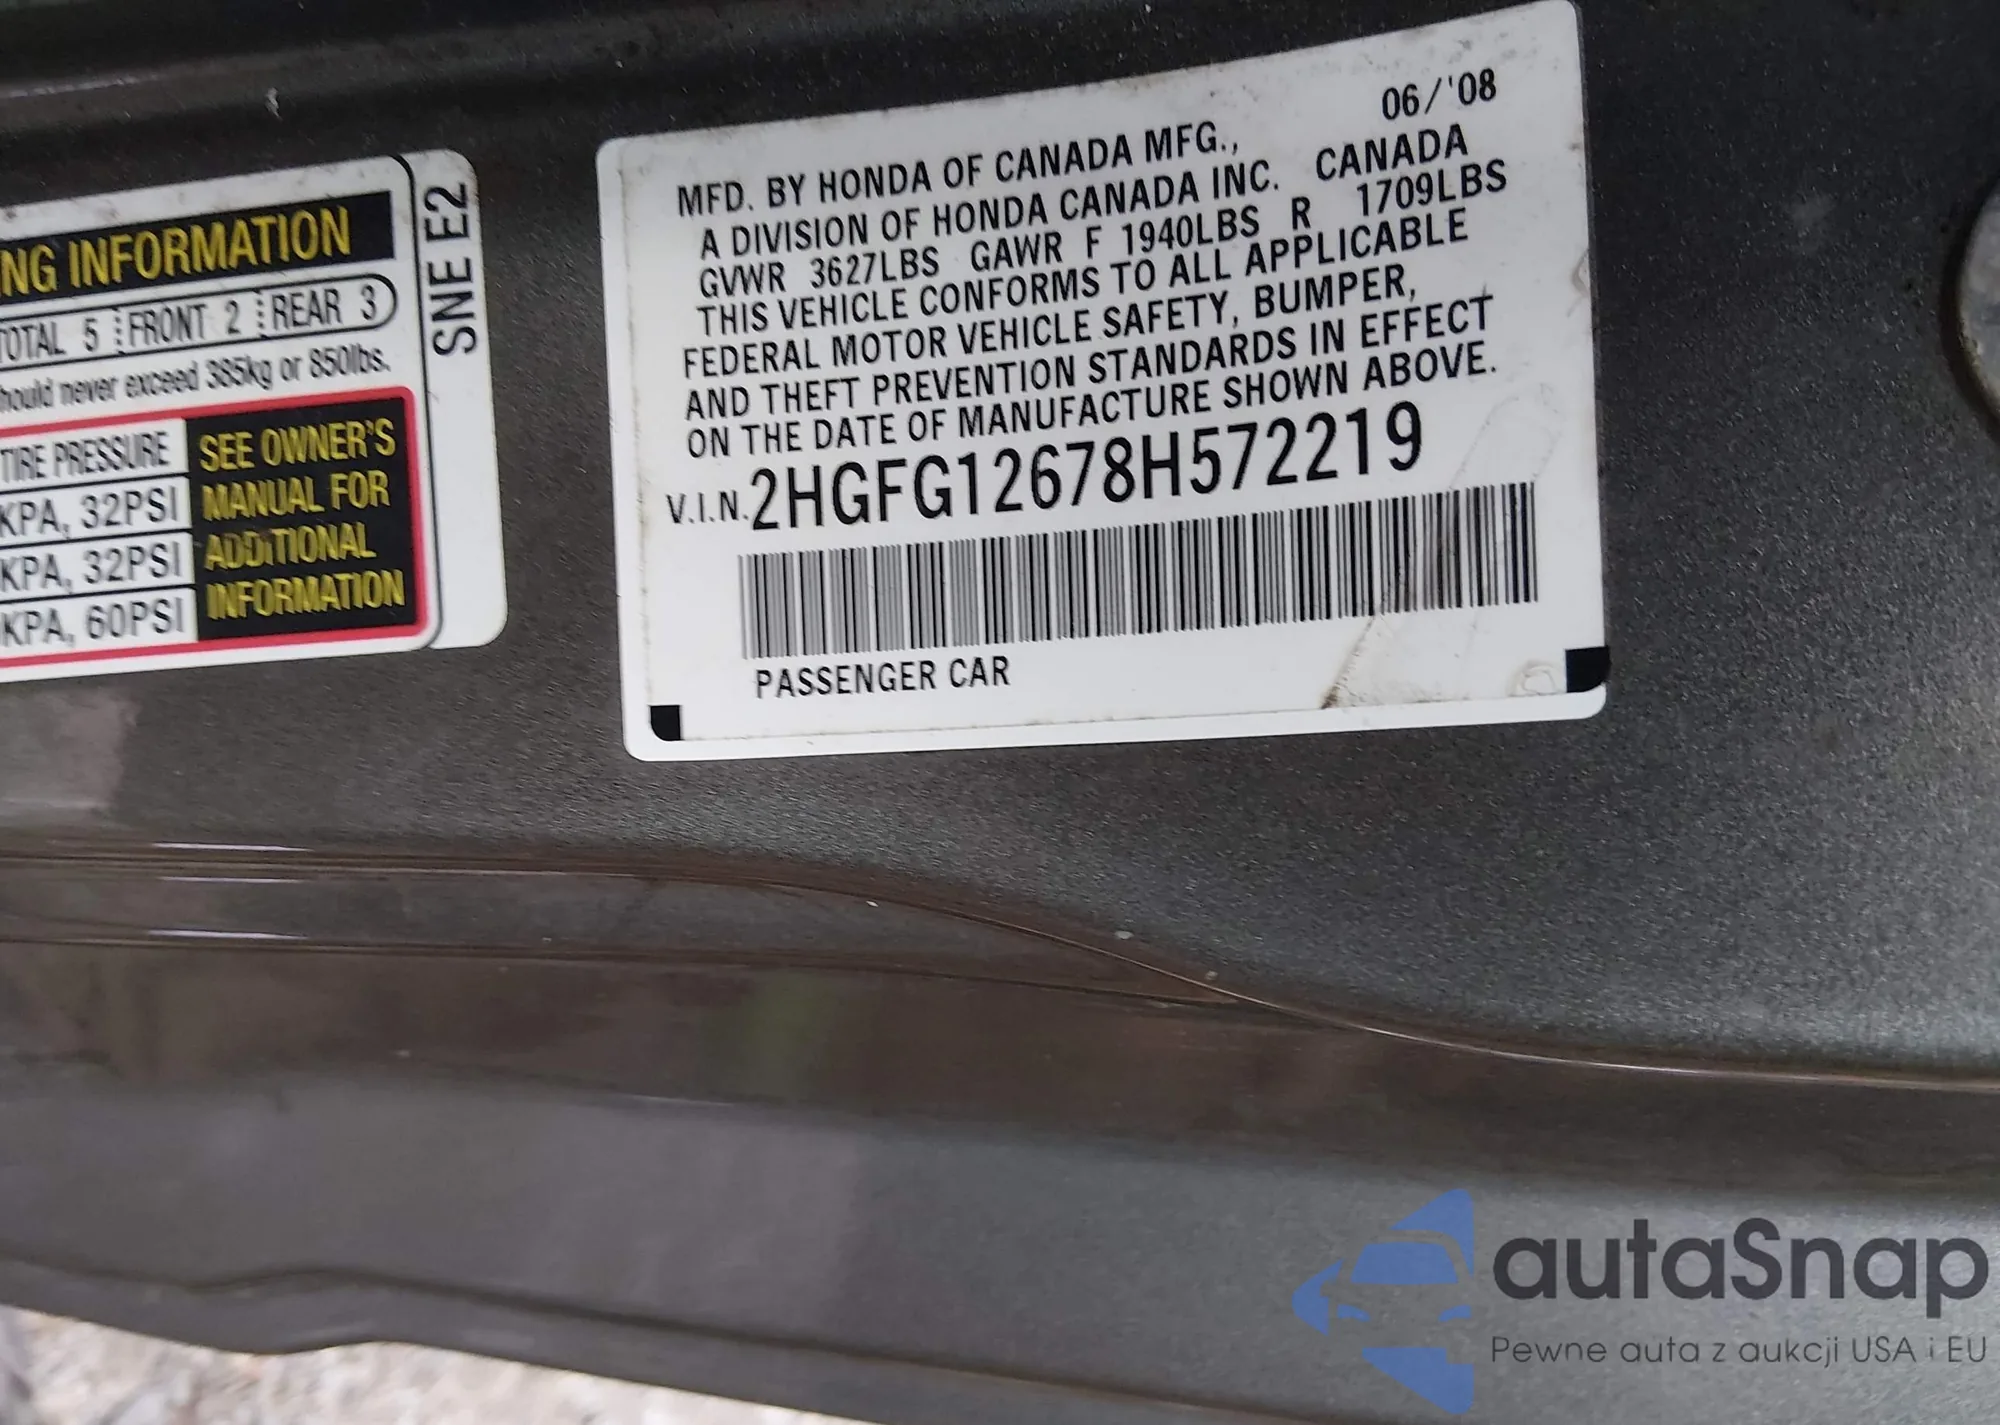 NG INFORMATION
TOTAL 5 FRONT 2 REAR 3
hould never exceed 385kg or 850lbs.
TIRE PRESSURE
KPA, 32PSI
KPA, 32PSI
KPA, 60PSI
SEE OWNER'S
MANUAL FOR
ADDITIONAL
INFORMATION
SNE E2
06/'08
MFD. BY HONDA OF CANADA MFG.,
A DIVISION OF HONDA CANADA INC. CANADA
GVWR 3627LBS GAWR F 1940LBS R 1709LBS
THIS VEHICLE CONFORMS TO ALL APPLICABLE
FEDERAL MOTOR VEHICLE SAFETY, BUMPER,
AND THEFT PREVENTION STANDARDS IN EFFECT
ON THE DATE OF MANUFACTURE SHOWN ABOVE.
V.I.N. 2HGFG12678H572219
PASSENGER CAR
autaSnap
Pewne auta z aukcji USA i EU